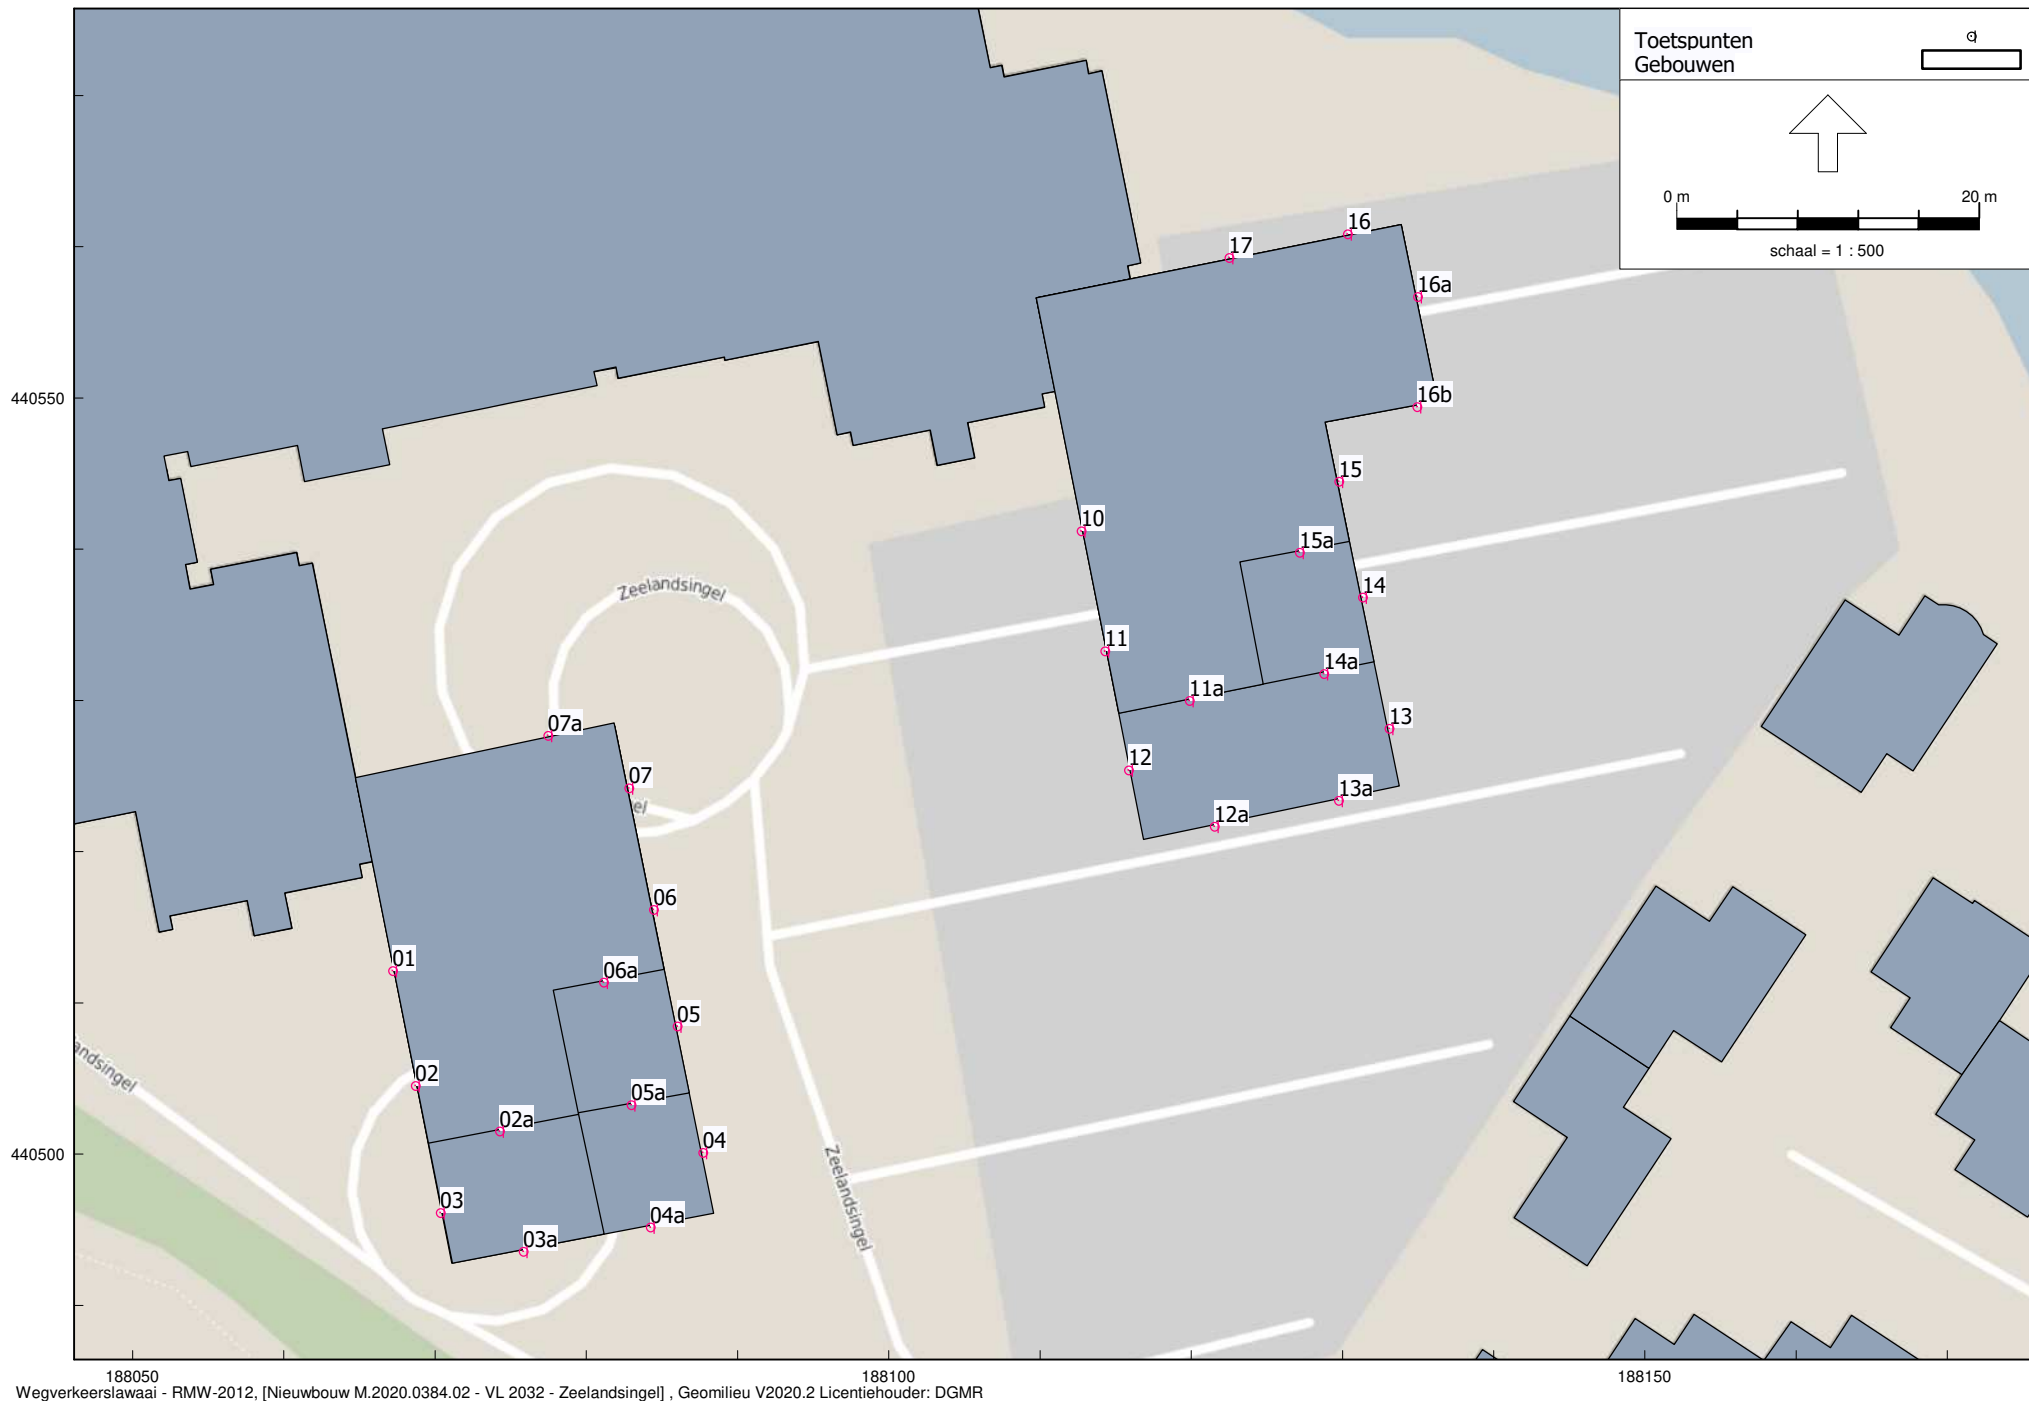 Toetspunten
Gebouwen
0 m 20 m
schaal = 1 : 500
16
17
16a
440550
16b
15
10
15a
Zeelandsingel
14
11
14a
11a
07a
13
12
07
13a
el
12a
06
01
06a
05
andsingel
02
05a
02a
04
440500
Zeelandsingel
03
04a
03a
188050 188100 188150
Wegverkeerslawaai - RMW-2012, [Nieuwbouw M.2020.0384.02 - VL 2032 - Zeelandsingel] , Geomilieu V2020.2 Licentiehouder: DGMR